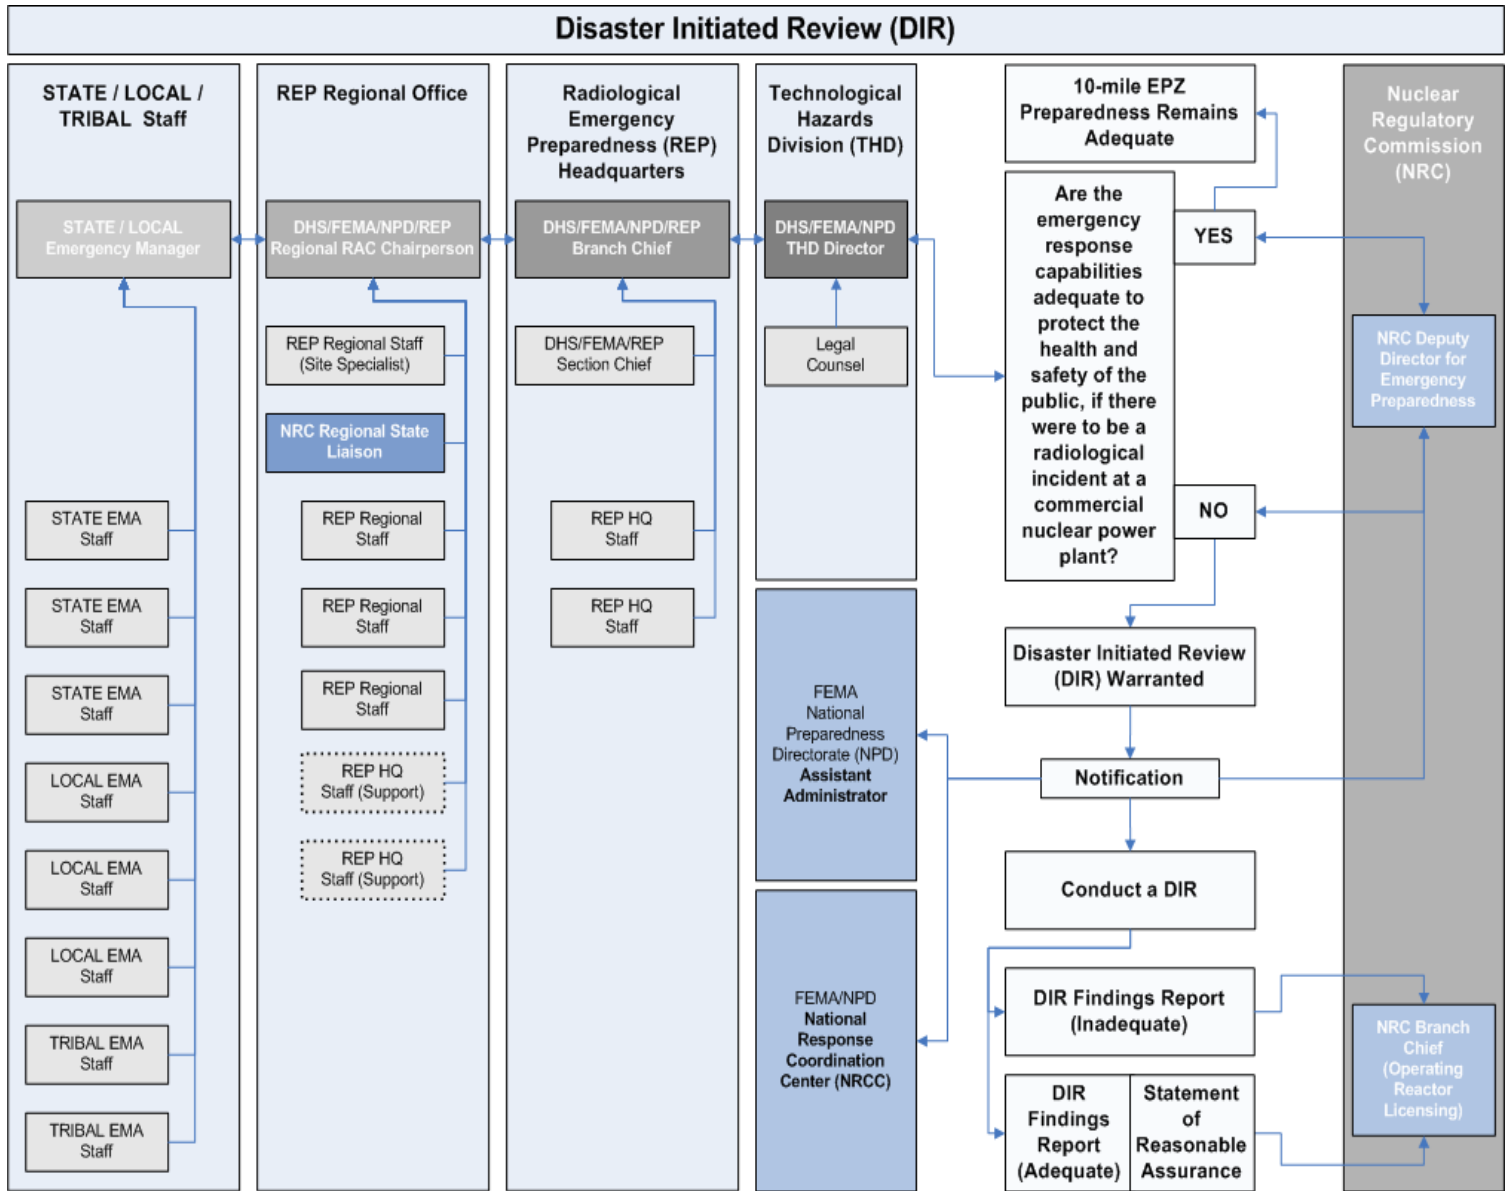 Disaster Initiated Review (DIR)
STATE / LOCAL /
TRIBAL Staff
STATE / LOCAL
Emergency Manager
STATE EMA
Staff
STATE EMA
Staff
STATE EMA
Staff
LOCAL EMA
Staff
LOCAL EMA
Staff
LOCAL EMA
Staff
TRIBAL EMA
Staff
TRIBAL EMA
Staff
REP Regional Office
DHS/FEMA/NPD/REP
Regional RAC Chairperson
REP Regional Staff
(Site Specialist)
NRC Regional State
Liaison
REP Regional
Staff
REP Regional
Staff
REP Regional
Staff
REP HQ
Staff (Support)
REP HQ
Staff (Support)
Radiological
Emergency
Preparedness (REP)
Headquarters
DHS/FEMA/NPD/REP
Branch Chief
DHS/FEMA/REP
Section Chief
REP HQ
Staff
REP HQ
Staff
Technological
Hazards
Division (THD)
DHS/FEMA/NPD
THD Director
Legal
Counsel
FEMA
National
Preparedness
Directorate (NPD)
Assistant
Administrator
FEMA/NPD
National
Response
Coordination
Center (NRCC)
10-mile EPZ
Preparedness Remains
Adequate
Are the
emergency
response
capabilities
adequate to
protect the
health and
safety of the
public, if there
were to be a
radiological
incident at a
commercial
nuclear power
plant?
YES
NO
Disaster Initiated Review
(DIR) Warranted
Notification
Conduct a DIR
DIR Findings Report
(Inadequate)
DIR
Findings
Report
(Adequate)
Statement
of
Reasonable
Assurance
Nuclear
Regulatory
Commission
(NRC)
NRC Deputy
Director for
Emergency
Preparedness
NRC Branch
Chief
(Operating
Reactor
Licensing)